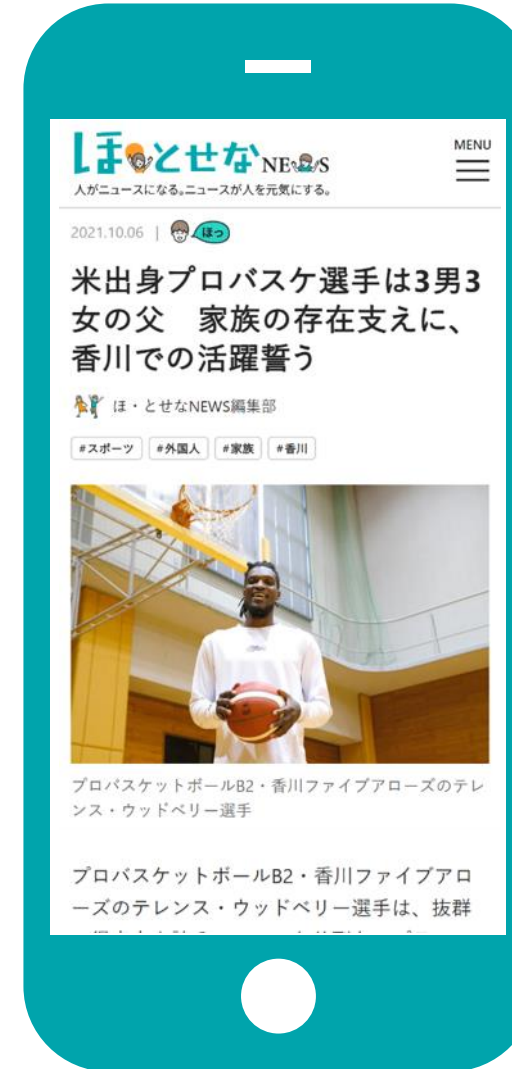 ほっとせなNEWS
MENU
人がニュースになる。ニュースが人を元気にする。
2021.10.06 | ほっ
米出身プロバスケ選手は3男3
女の父　家族の存在支えに、
香川での活躍誓う
ほ・とせなNEWS編集部
#スポーツ #外国人 #家族 #香川
プロバスケットボールB2・香川ファイブアローズのテレ
ンス・ウッドベリー選手
プロバスケットボールB2・香川ファイブアロ
ーズのテレンス・ウッドベリー選手は、抜群